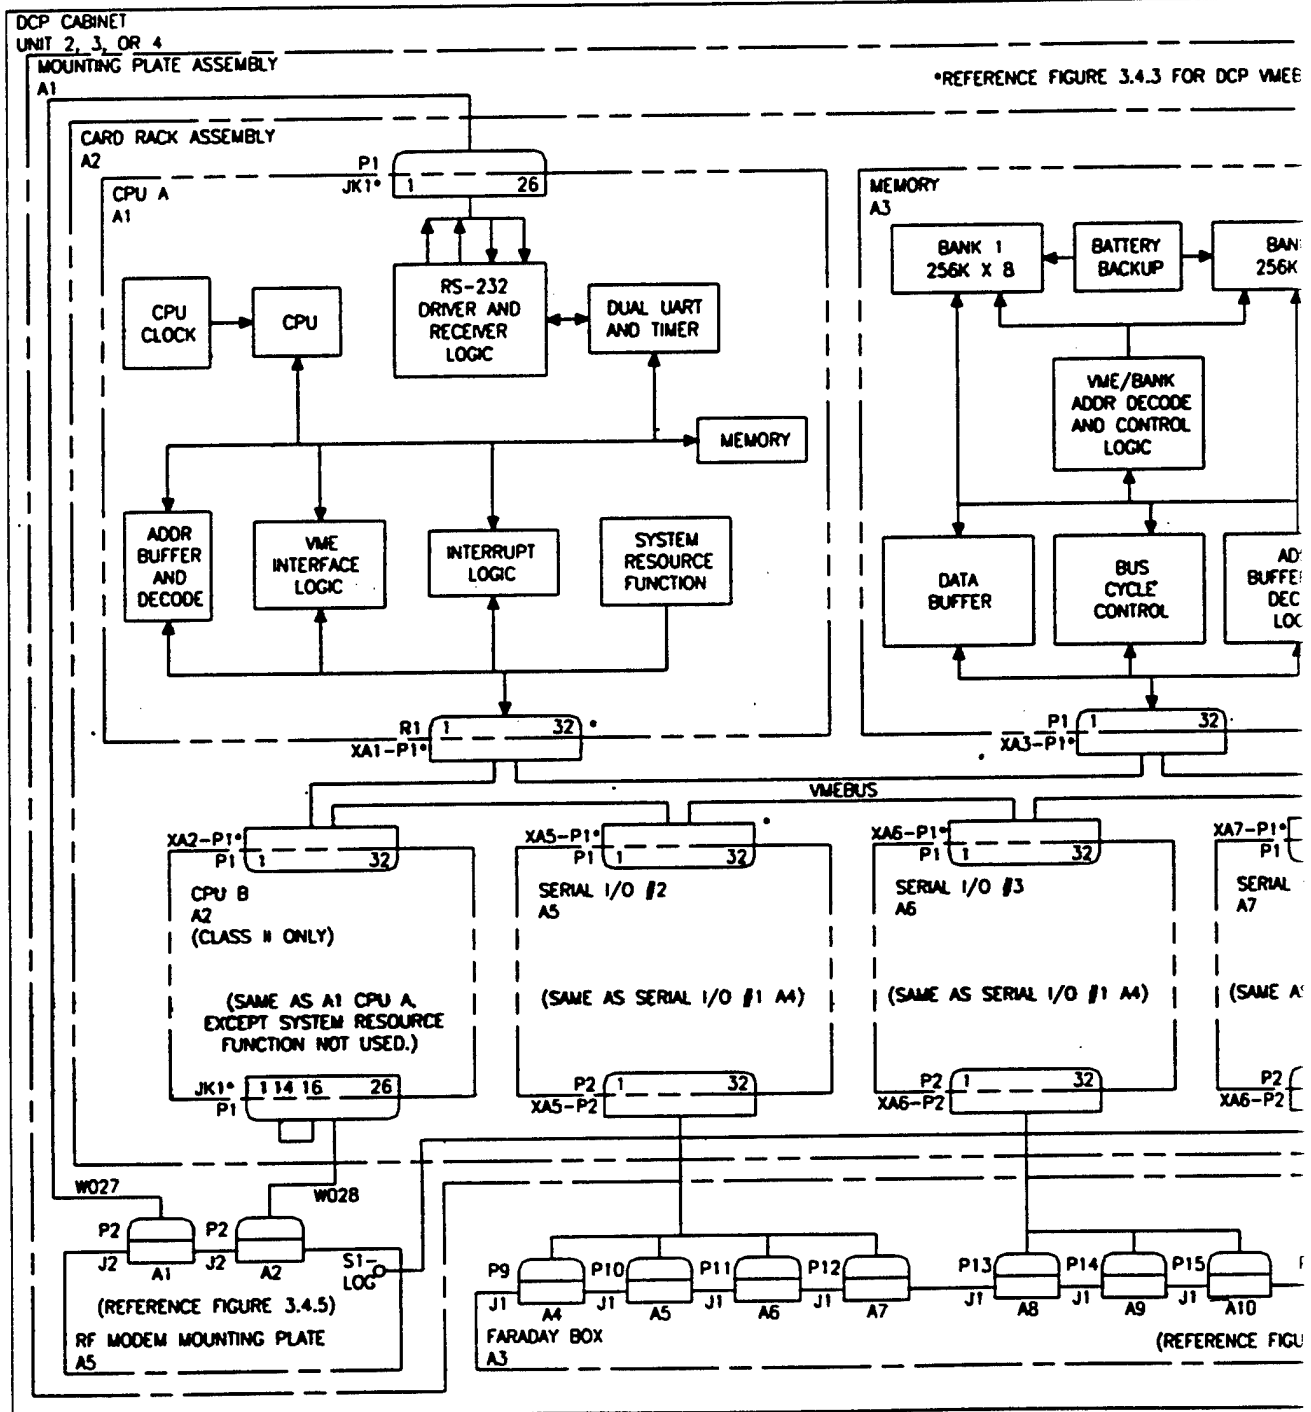 DCP CABINET
UNIT 2, 3, OR 4
MOUNTING PLATE ASSEMBLY
A1
*REFERENCE FIGURE 3.4.3 FOR DCP VMEB
CARD RACK ASSEMBLY
A2
P1
JK1*
1 26
CPU A
A1
MEMORY
A3
CPU
CLOCK
CPU
RS-232
DRIVER AND
RECEIVER
LOGIC
DUAL UART
AND TIMER
BANK 1
256K X 8
BATTERY
BACKUP
BAN
256K
VME/BANK
ADDR DECODE
AND CONTROL
LOGIC
MEMORY
ADDR
BUFFER
AND
DECODE
VME
INTERFACE
LOGIC
INTERRUPT
LOGIC
SYSTEM
RESOURCE
FUNCTION
DATA
BUFFER
BUS
CYCLE
CONTROL
AD
BUFFE
DEC
LOG
R1
XA1-P1*
1 32
P1
XA3-P1*
1 32
VMEBUS
XA2-P1*
P1
1 32
CPU B
A2
(CLASS II ONLY)
(SAME AS A1 CPU A,
EXCEPT SYSTEM RESOURCE
FUNCTION NOT USED.)
JK1*
P1
1 14 16 26
XA5-P1*
P1
1 32
SERIAL I/O #2
A5
(SAME AS SERIAL I/O #1 A4)
P2
XA5-P2
1 32
XA6-P1*
P1
1 32
SERIAL I/O #3
A6
(SAME AS SERIAL I/O #1 A4)
P2
XA6-P2
1 32
XA7-P1*
P1
SERIAL
A7
(SAME AS
P2
XA6-P2
W027
W028
P2
J2
A1
P2
J2
A2
S1-
LOG
(REFERENCE FIGURE 3.4.5)
RF MODEM MOUNTING PLATE
A5
P9
J1
A4
P10
J1
A5
P11
J1
A6
P12
J1
A7
P13
J1
A8
P14
J1
A9
P15
J1
A10
FARADAY BOX
A3
(REFERENCE FIGU